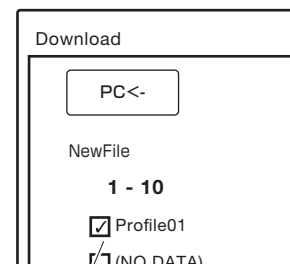 Download
PC<-
NewFile
1 - 10
Profile01
(NO DATA)